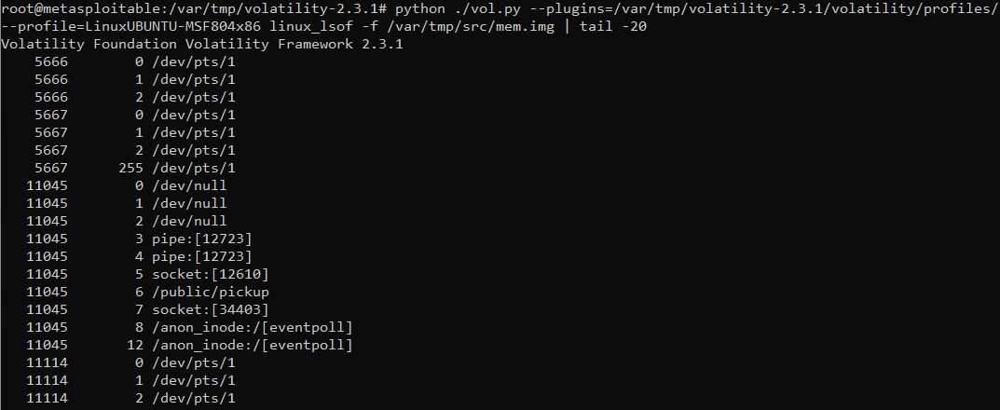 root@metasploitable:/var/tmp/volatility-2.3.1# python ./vol.py --plugins=/var/tmp/volatility-2.3.1/volatility/profiles/
--profile=LinuxUBUNTU-MSF804x86 linux_lsof -f /var/tmp/src/mem.img | tail -20
Volatility Foundation Volatility Framework 2.3.1
    5666        0 /dev/pts/1
    5666        1 /dev/pts/1
    5666        2 /dev/pts/1
    5667        0 /dev/pts/1
    5667        1 /dev/pts/1
    5667        2 /dev/pts/1
    5667      255 /dev/pts/1
   11045        0 /dev/null
   11045        1 /dev/null
   11045        2 /dev/null
   11045        3 pipe:[12723]
   11045        4 pipe:[12723]
   11045        5 socket:[12610]
   11045        6 /public/pickup
   11045        7 socket:[34403]
   11045        8 /anon_inode:/[eventpoll]
   11045       12 /anon_inode:/[eventpoll]
   11114        0 /dev/pts/1
   11114        1 /dev/pts/1
   11114        2 /dev/pts/1